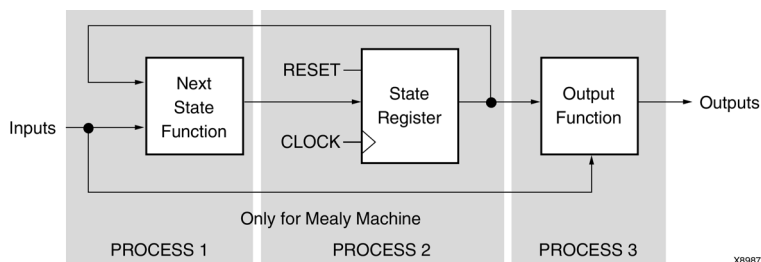 Inputs
Next
State
Function
RESET
CLOCK
State
Register
Output
Function
Outputs
Only for Mealy Machine
PROCESS 1
PROCESS 2
PROCESS 3
X8987